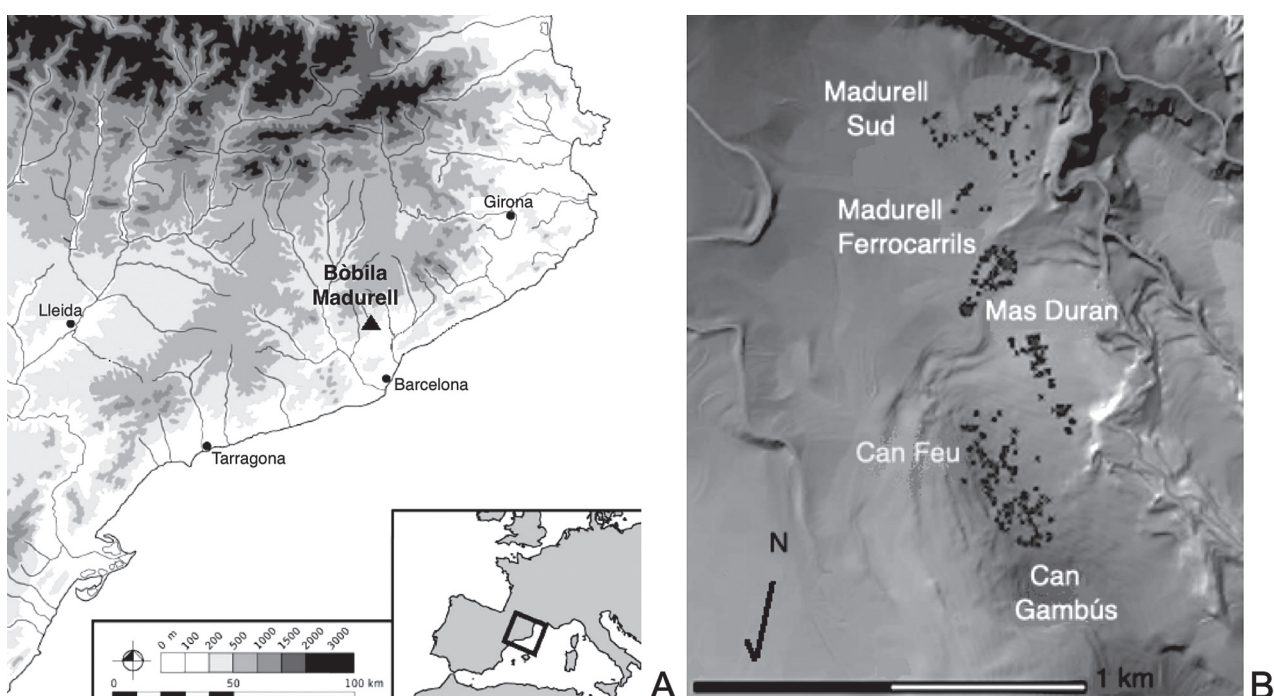 Girona
Bòbila
Madurell
Lleida
Barcelona
Tarragona
0 m 100 200 500 1000 1500 2000 3000
0 50 100 km
A
Madurell
Sud
Madurell
Ferrocarrils
Mas Duran
Can Feu
Can
Gambús
N
1 km
B